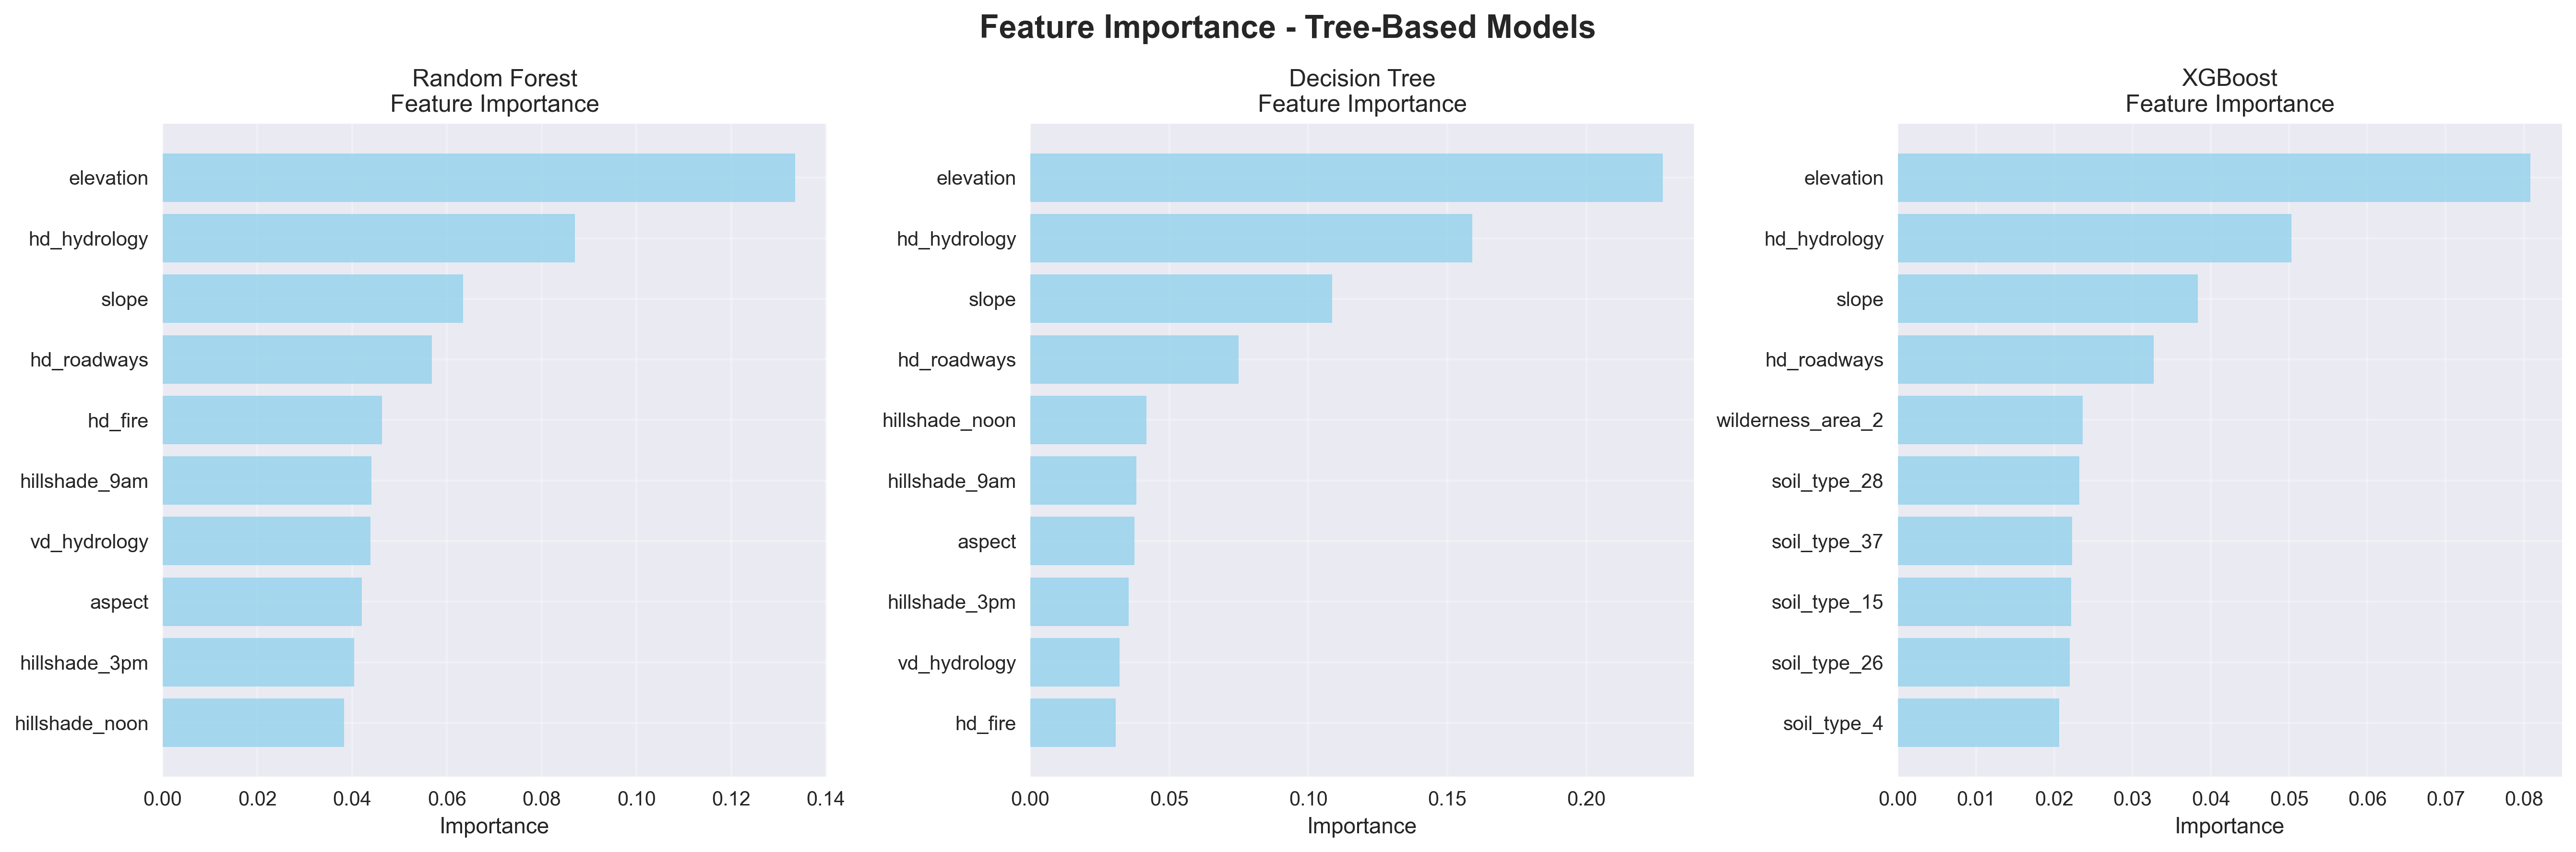 Feature Importance - Tree-Based Models
Random Forest
Feature Importance
elevation
hd_hydrology
slope
hd_roadways
hd_fire
hillshade_9am
vd_hydrology
aspect
hillshade_3pm
hillshade_noon
0.00 0.02 0.04 0.06 0.08 0.10 0.12 0.14
Importance
Decision Tree
Feature Importance
elevation
hd_hydrology
slope
hd_roadways
hillshade_noon
hillshade_9am
aspect
hillshade_3pm
vd_hydrology
hd_fire
0.00 0.05 0.10 0.15 0.20
Importance
XGBoost
Feature Importance
elevation
hd_hydrology
slope
hd_roadways
wilderness_area_2
soil_type_28
soil_type_37
soil_type_15
soil_type_26
soil_type_4
0.00 0.01 0.02 0.03 0.04 0.05 0.06 0.07 0.08
Importance